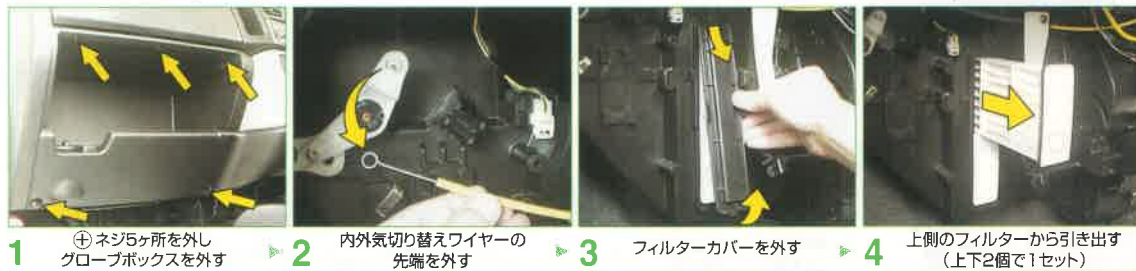 1
⊕ネジ5ヶ所を外し
グローブボックスを外す
2
内外気切り替えワイヤーの
先端を外す
3
フィルターカバーを外す
4
上側のフィルターから引き出す
(上下2個で1セット)